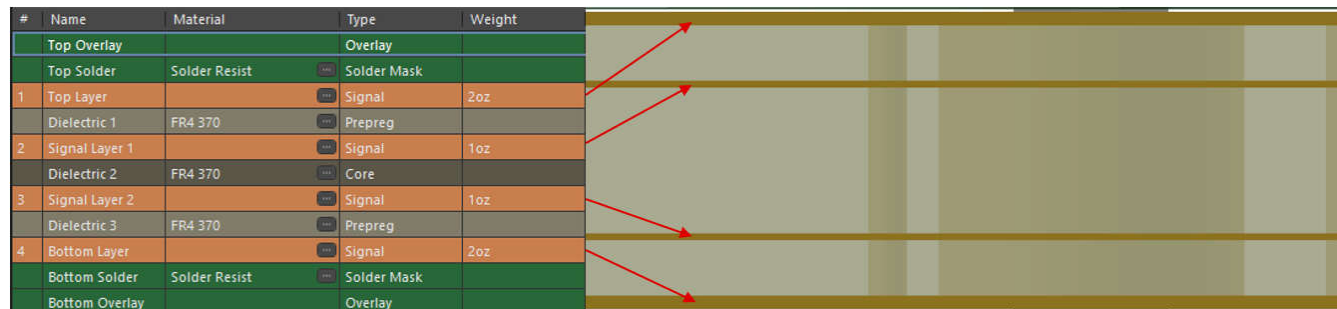 # Name Material Type Weight
Top Overlay Overlay
Top Solder Solder Resist ... Solder Mask
1 Top Layer ... Signal 2oz
Dielectric 1 FR4 370 ... Prepreg
2 Signal Layer 1 ... Signal 1oz
Dielectric 2 FR4 370 ... Core
3 Signal Layer 2 ... Signal 1oz
Dielectric 3 FR4 370 ... Prepreg
4 Bottom Layer ... Signal 2oz
Bottom Solder Solder Resist ... Solder Mask
Bottom Overlay Overlay